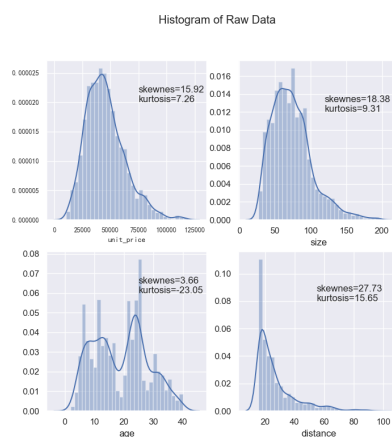 Histogram of Raw Data
0.000025
0.000020
0.000015
0.000010
0.000005
0.000000
skewnes=15.92
kurtosis=7.26
0 25000 50000 75000 100000 125000
unit_price
0.016
0.014
0.012
0.010
0.008
0.006
0.004
0.002
0.000
skewnes=18.38
kurtosis=9.31
0 50 100 150 200
size
0.08
0.07
0.06
0.05
0.04
0.03
0.02
0.01
0.00
skewnes=3.66
kurtosis=-23.05
0 20 40
age
0.10
0.08
0.06
0.04
0.02
0.00
skewnes=27.73
kurtosis=15.65
20 40 60 80 100
distance